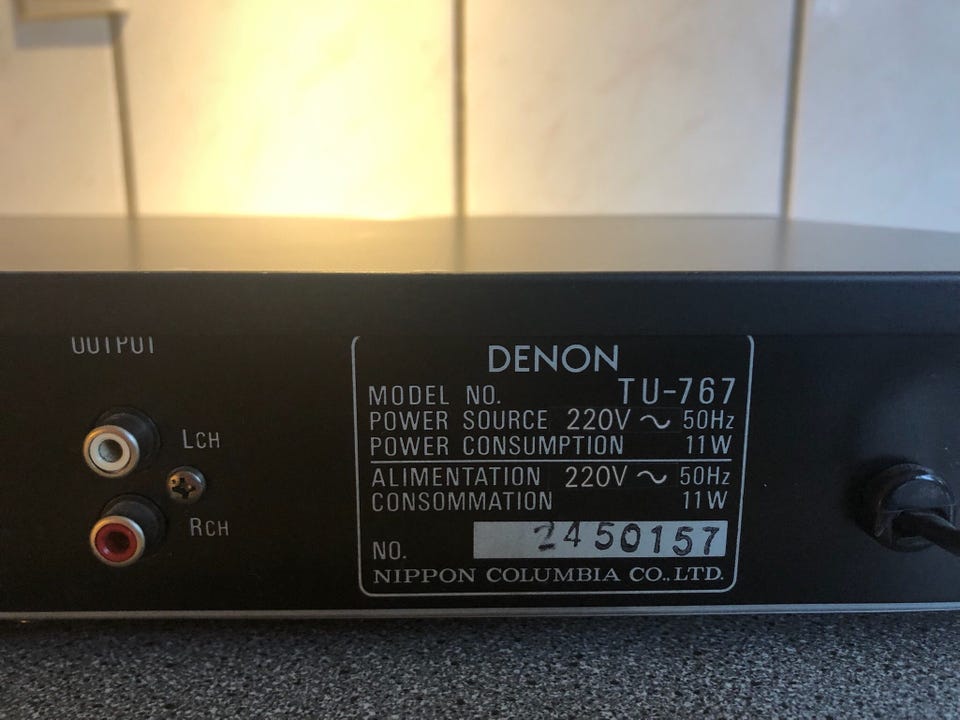 OUTPUT
LCH
RCH
DENON
MODEL NO. TU-767
POWER SOURCE 220V ~ 50Hz
POWER CONSUMPTION 11W
ALIMENTATION 220V ~ 50Hz
CONSOMMATION 11W
NO. 2450157
NIPPON COLUMBIA CO.,LTD.